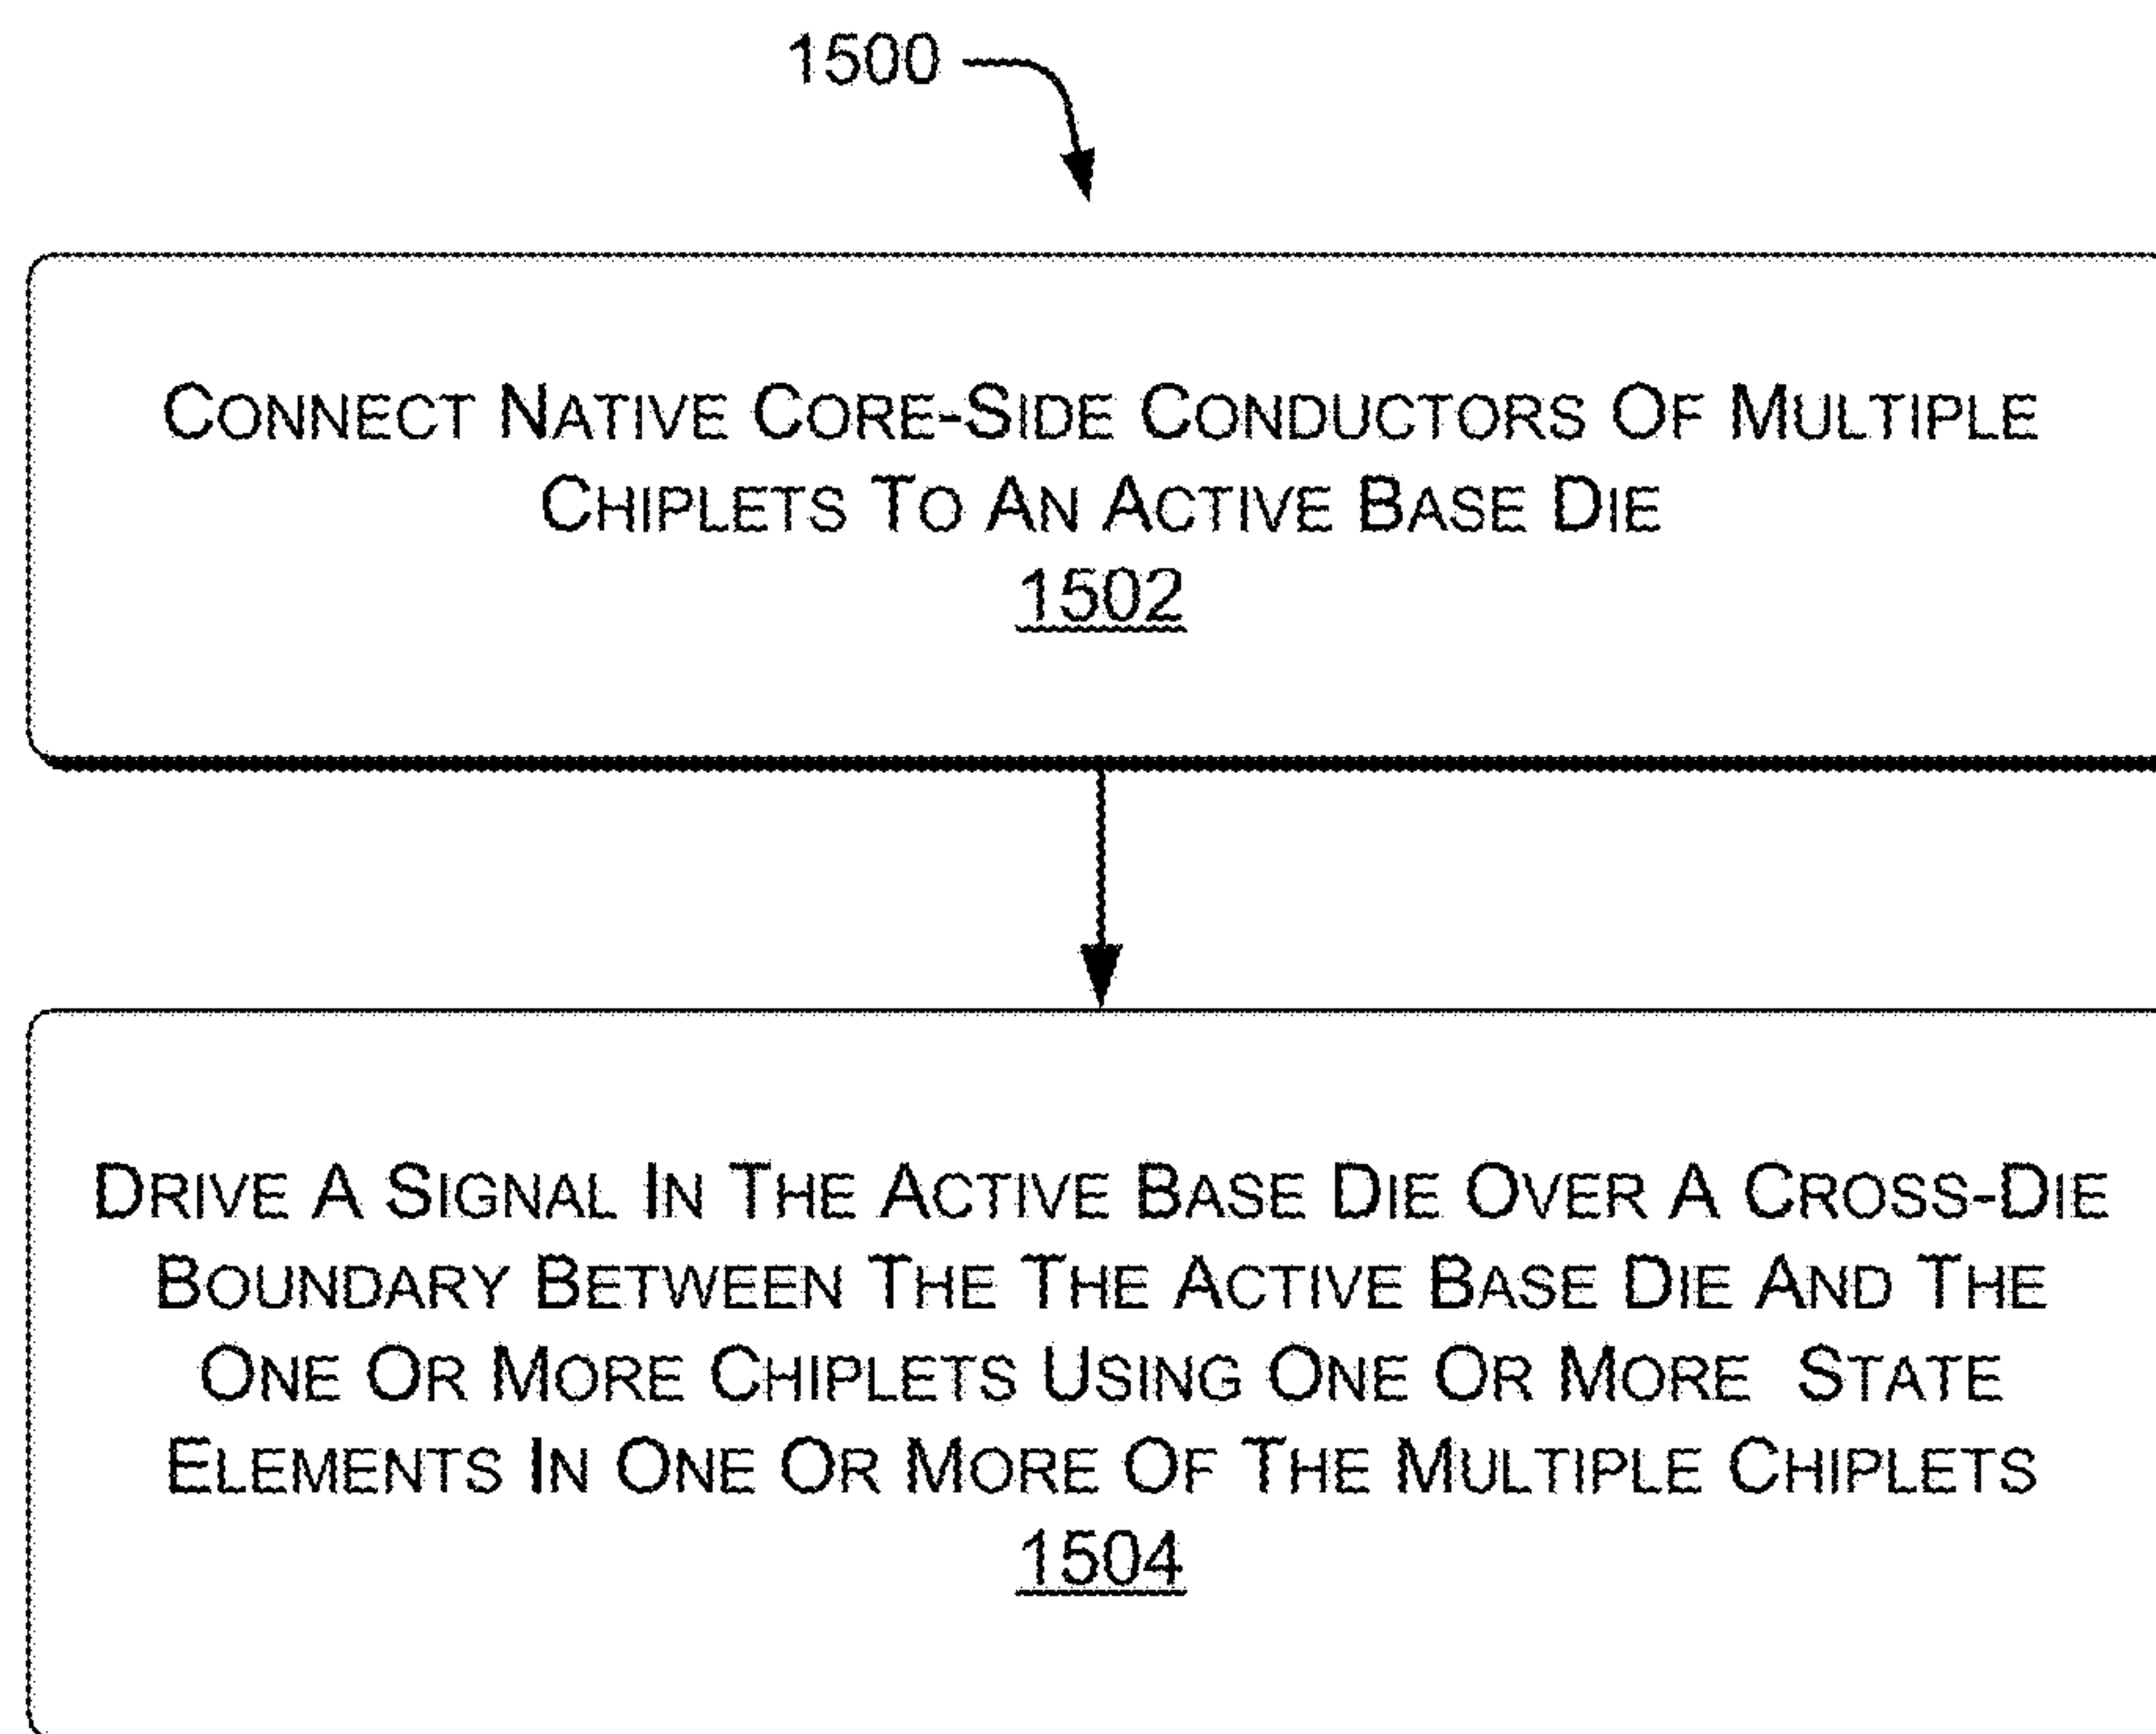 1500
CONNECT NATIVE CORE-SIDE CONDUCTORS OF MULTIPLE
CHIPLETS TO AN ACTIVE BASE DIE
1502
DRIVE A SIGNAL IN THE ACTIVE BASE DIE OVER A CROSS-DIE
BOUNDARY BETWEEN THE THE ACTIVE BASE DIE AND THE
ONE OR MORE CHIPLETS USING ONE OR MORE STATE
ELEMENTS IN ONE OR MORE OF THE MULTIPLE CHIPLETS
1504